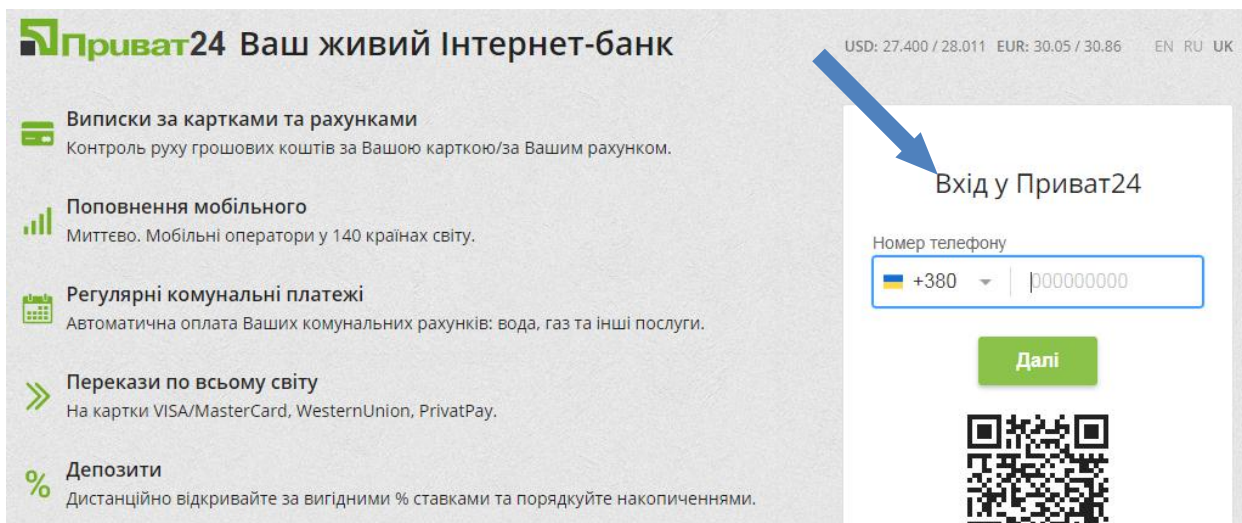 Приват24 Ваш живий Інтернет-банк
USD: 27.400 / 28.011 EUR: 30.05 / 30.86 EN RU UK
Виписки за картками та рахунками
Контроль руху грошових коштів за Вашою карткою/за Вашим рахунком.
Поповнення мобільного
Миттєво. Мобільні оператори у 140 країнах світу.
Регулярні комунальні платежі
Автоматична оплата Ваших комунальних рахунків: вода, газ та інші послуги.
Перекази по всьому світу
На картки VISA/MasterCard, WesternUnion, PrivatPay.
Депозити
Дистанційно відкривайте за вигідними % ставками та порядкуйте накопиченнями.
Вхід у Приват24
Номер телефону
+380 000000000
Далі